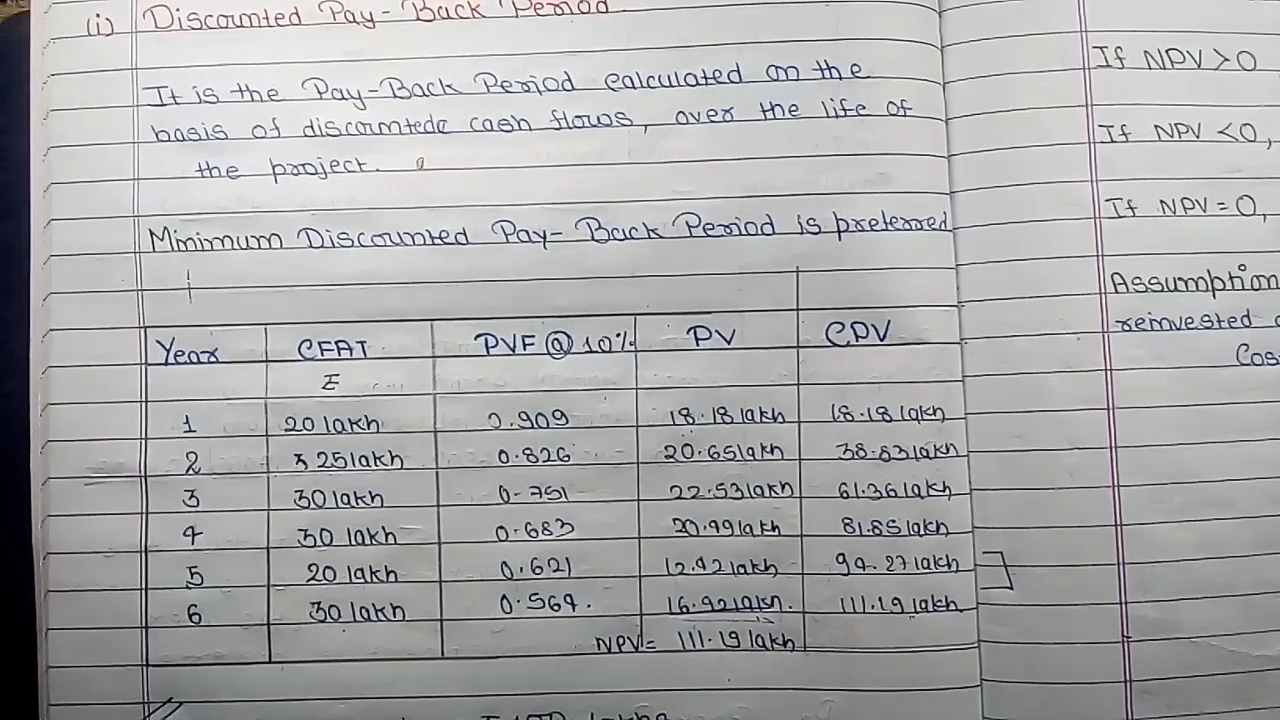 (i) Discounted Pay-Back Period
It is the Pay-Back Period calculated on the
basis of discountede cash flows, over the life of
the project.
Minimum Discounted Pay-Back Period is preferred
Year CFAT PVF @ 10% PV CPV
1 20 lakh 0.909 18.18 lakh 18.18 lakh
2 25 lakh 0.826 20.65 lakh 38.83 lakh
3 30 lakh 0.751 22.53 lakh 61.36 lakh
4 30 lakh 0.683 20.49 lakh 81.85 lakh
5 20 lakh 0.621 12.42 lakh 94.27 lakh
6 30 lakh 0.564. 16.92 lakh. 111.19 lakh
NPV= 111.19 lakh
If NPV>0
If NPV<0,
If NPV=0,
Assumption
reinvested
Cos